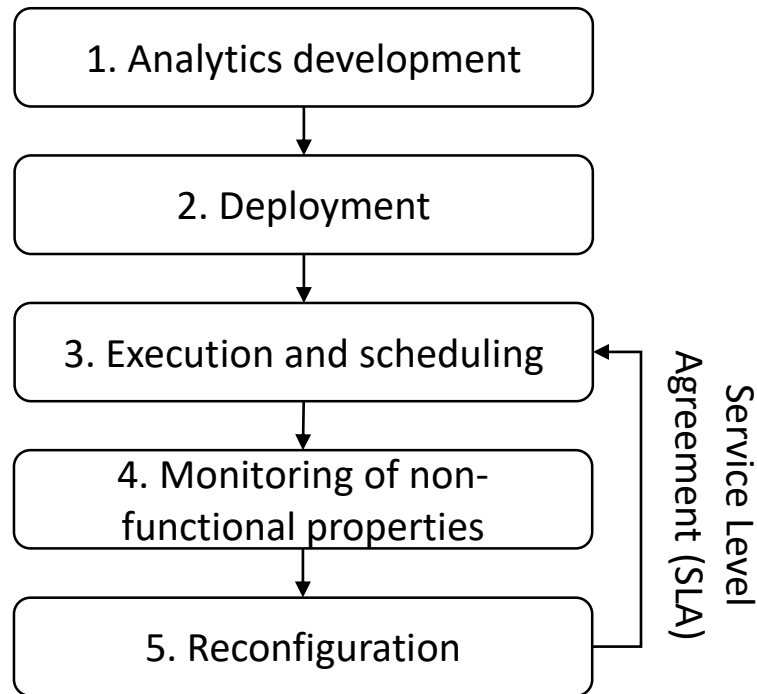 1. Analytics development
2. Deployment
3. Execution and scheduling
4. Monitoring of non-
functional properties
5. Reconfiguration
Service Level
Agreement (SLA)